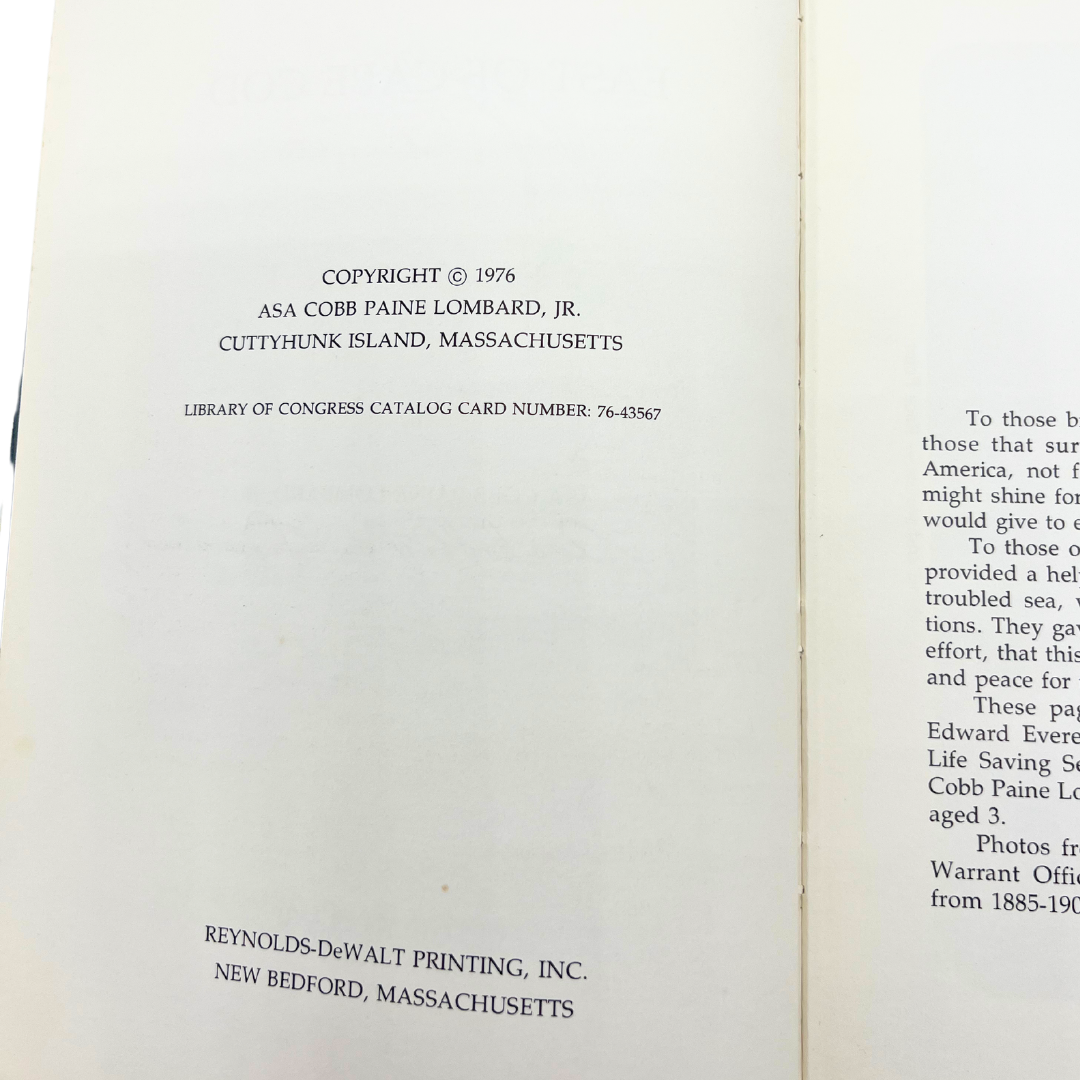 COPYRIGHT © 1976
ASA COBB PAINE LOMBARD, JR.
CUTTYHUNK ISLAND, MASSACHUSETTS
LIBRARY OF CONGRESS CATALOG CARD NUMBER: 76-43567
REYNOLDS-DeWALT PRINTING, INC.
NEW BEDFORD, MASSACHUSETTS
To those
those that
America, not
might shine for
would give to
To those
provided a
troubled sea,
tions. They
effort, that this
and peace for
These
Edward
Life Saving
Cobb Paine
aged 3.
Photos
Warrant
from